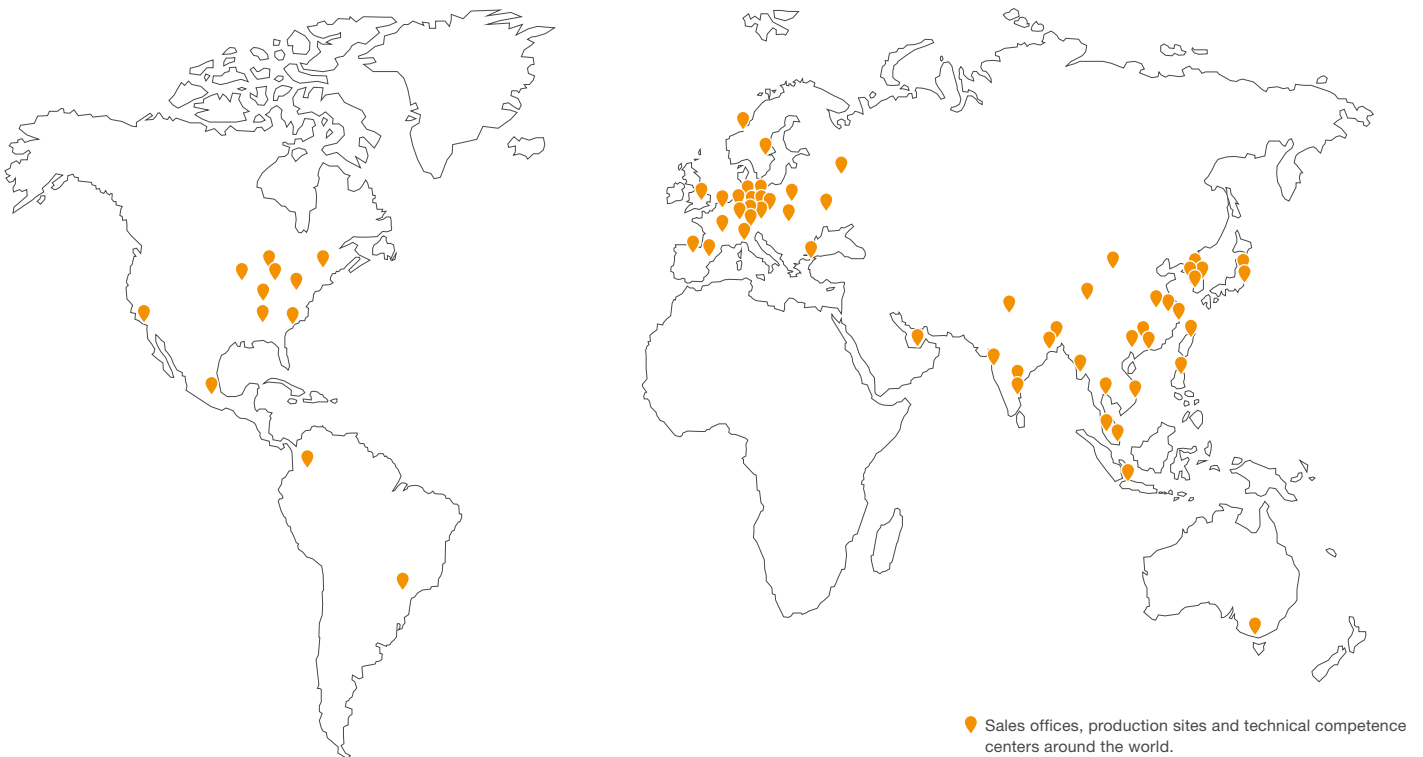 Sales offices, production sites and technical competence
centers around the world.